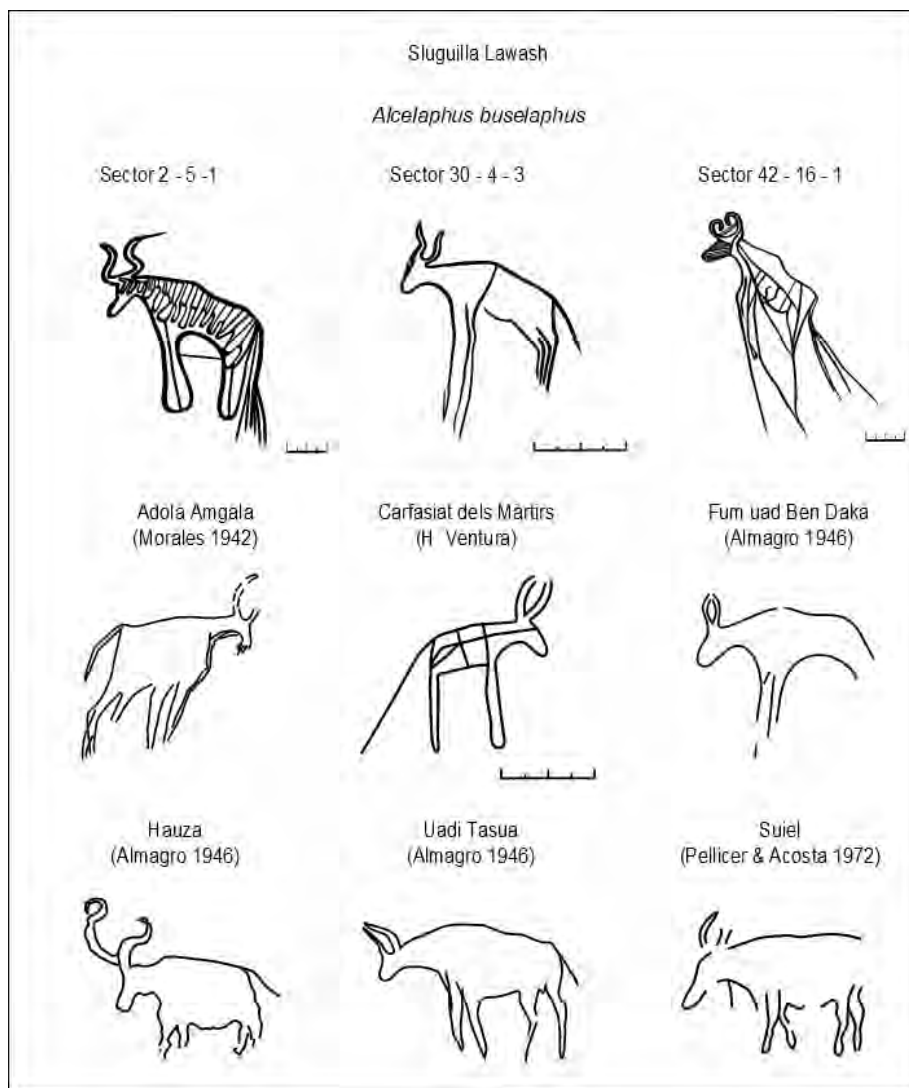 Sluguilla Lawash
Alcelaphus buselaphus
Sector 2 - 5 -1
Sector 30 - 4 - 3
Sector 42 - 16 - 1
Adola Amgala
(Morales 1942)
Carfasiat dels Màrtirs
(H Ventura)
Fum uad Ben Daka
(Almagro 1946)
Hauza
(Almagro 1946)
Uadi Tasua
(Almagro 1946)
Suiel
(Pellicer & Acosta 1972)